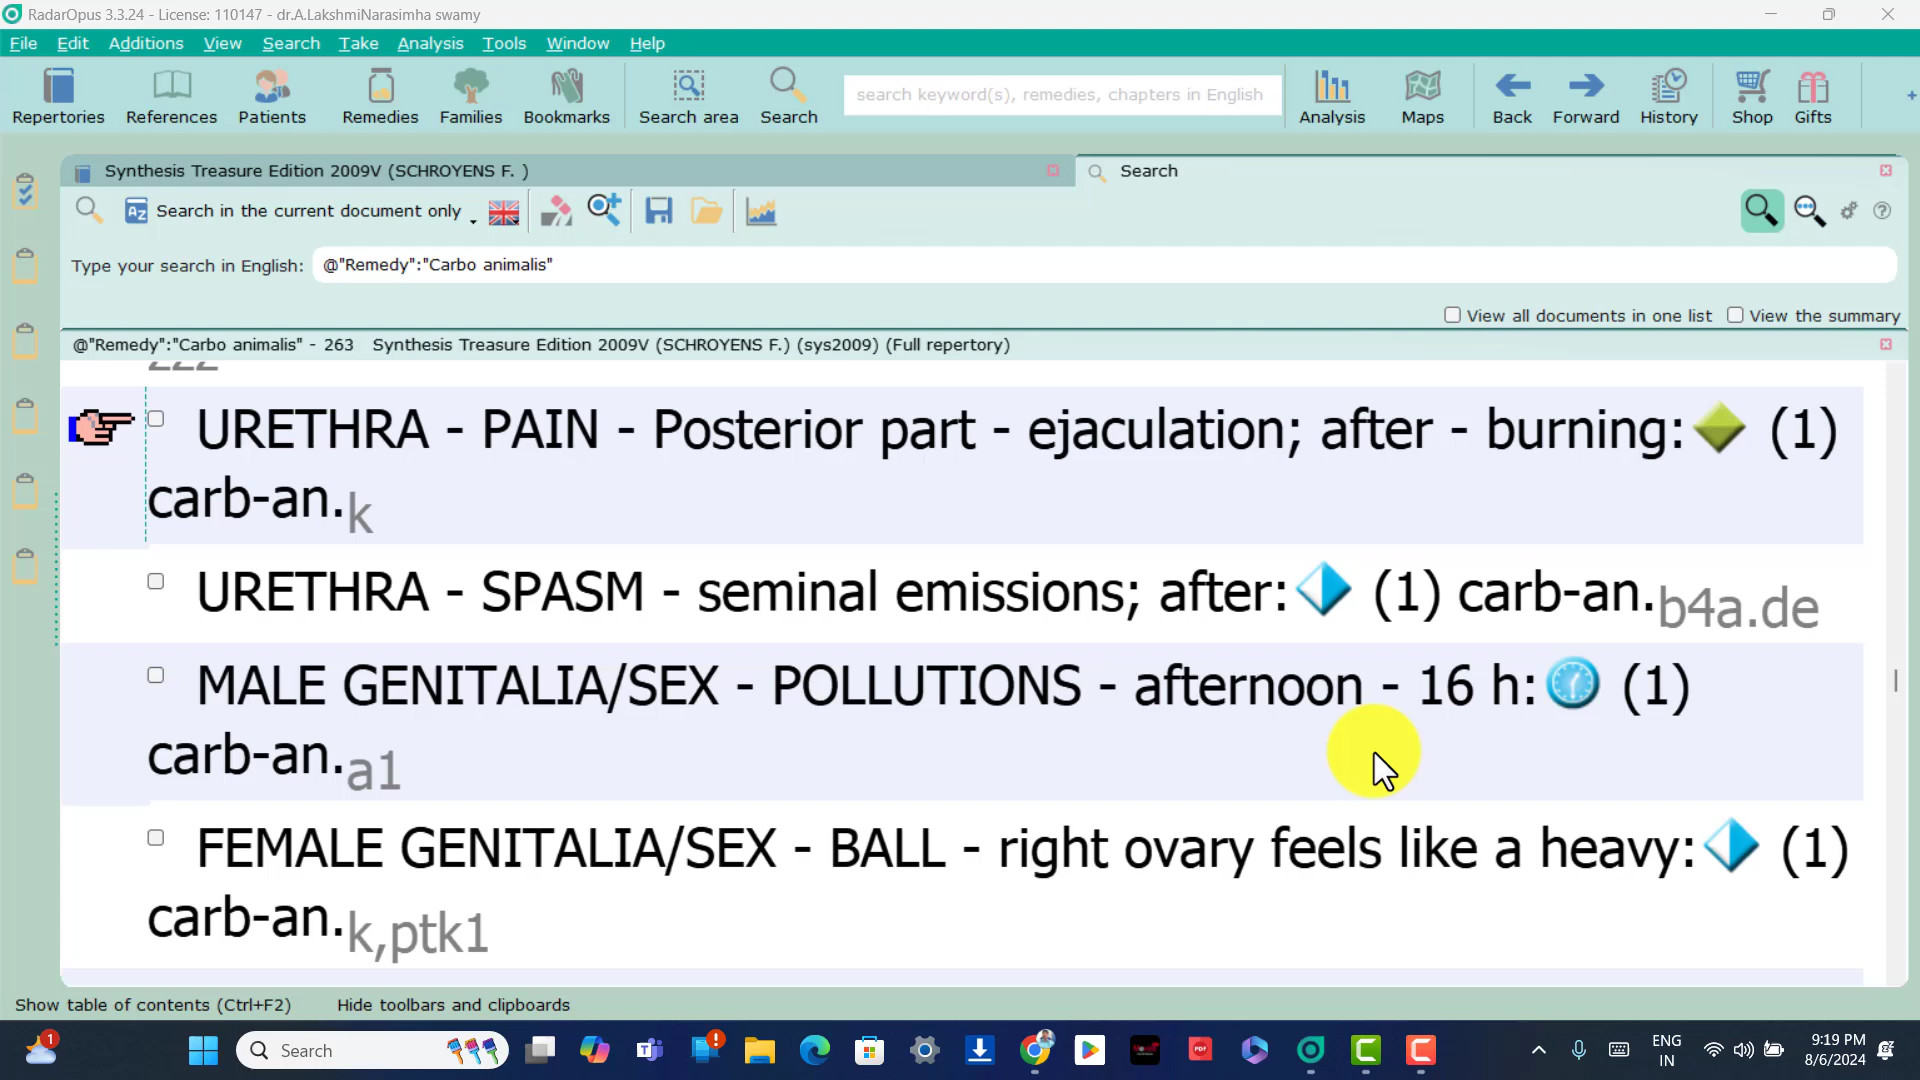 RadarOpus 3.3.24 - License: 110147 - dr.A.LakshmiNarasimha swamy
File Edit Additions View Search Take Analysis Tools Window Help
Repertories References Patients Remedies Families Bookmarks Search area Search search keyword(s), remedies, chapters in English Analysis Maps Back Forward History Shop Gifts
Synthesis Treasure Edition 2009V (SCHROYENS F. ) Search
AZ Search in the current document only
Type your search in English: @"Remedy":"Carbo animalis"
View all documents in one list View the summary
@"Remedy":"Carbo animalis" - 263 Synthesis Treasure Edition 2009V (SCHROYENS F.) (sys2009) (Full repertory)
URETHRA - PAIN - Posterior part - ejaculation; after - burning: (1)
carb-an.k
URETHRA - SPASM - seminal emissions; after: (1) carb-an.b4a.de
MALE GENITALIA/SEX - POLLUTIONS - afternoon - 16 h: (1)
carb-an.a1
FEMALE GENITALIA/SEX - BALL - right ovary feels like a heavy: (1)
carb-an.k,ptk1
Show table of contents (Ctrl+F2) Hide toolbars and clipboards
1 Search PDF ENG 9:19 PM
IN 8/6/2024